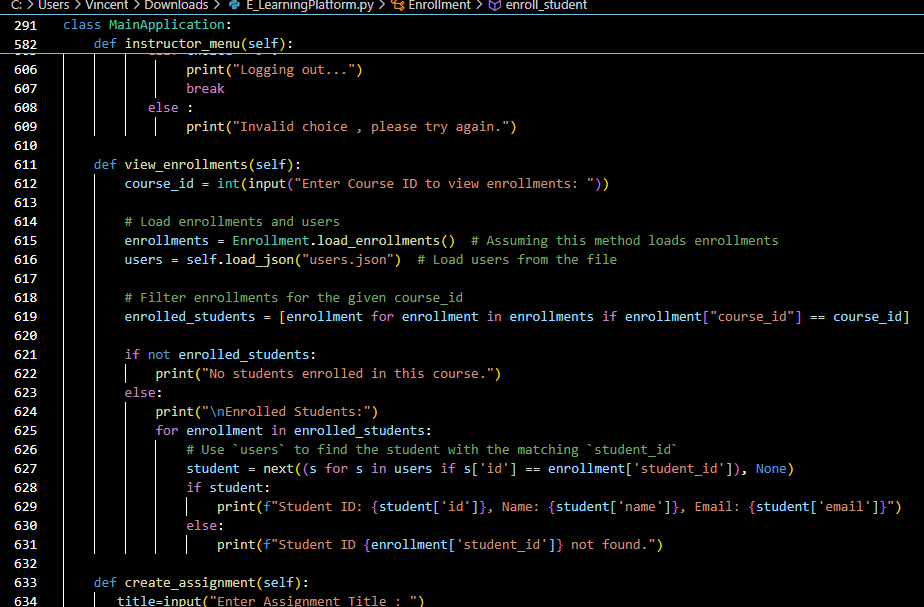 C: > Users > Vincent > Downloads > E_LearningPlatform.py > Enrollment > enroll_student
291 class MainApplication:
582     def instructor_menu(self):
606                 print("Logging out...")
607                 break
608             else :
609                 print("Invalid choice , please try again.")
610
611     def view_enrollments(self):
612         course_id = int(input("Enter Course ID to view enrollments: "))
613
614         # Load enrollments and users
615         enrollments = Enrollment.load_enrollments()  # Assuming this method loads enrollments
616         users = self.load_json("users.json")  # Load users from the file
617
618         # Filter enrollments for the given course_id
619         enrolled_students = [enrollment for enrollment in enrollments if enrollment["course_id"] == course_id]
620
621         if not enrolled_students:
622             print("No students enrolled in this course.")
623         else:
624             print("\nEnrolled Students:")
625             for enrollment in enrolled_students:
626                 # Use `users` to find the student with the matching `student_id`
627                 student = next((s for s in users if s['id'] == enrollment['student_id']), None)
628                 if student:
629                     print(f"Student ID: {student['id']}, Name: {student['name']}, Email: {student['email']}")
630                 else:
631                     print(f"Student ID {enrollment['student_id']} not found.")
632
633     def create_assignment(self):
634        title=input("Enter Assignment Title : ")